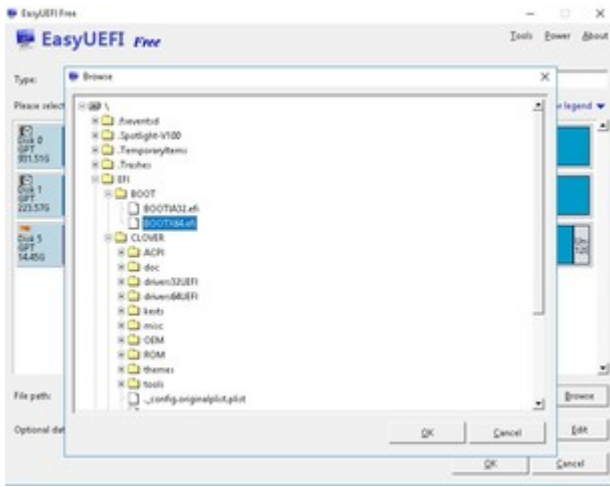 EasyUEFI Free
EasyUEFI Free
Tools Power About
Type:
Browse
Please select
legend
Disk 0
GPT
931.51G
Disk 1
GPT
223.57G
Disk 5
GPT
14.45G
\
.fseventsd
.Spotlight-V100
.TemporaryItems
.Trashes
EFI
BOOT
BOOTIA32.efi
BOOTX64.efi
CLOVER
ACPI
doc
drivers32UEFI
drivers64UEFI
kexts
misc
OEM
ROM
themes
tools
._config.originalplist.plist
File path:
Browse
Optional dat
Edit
OK Cancel
OK Cancel